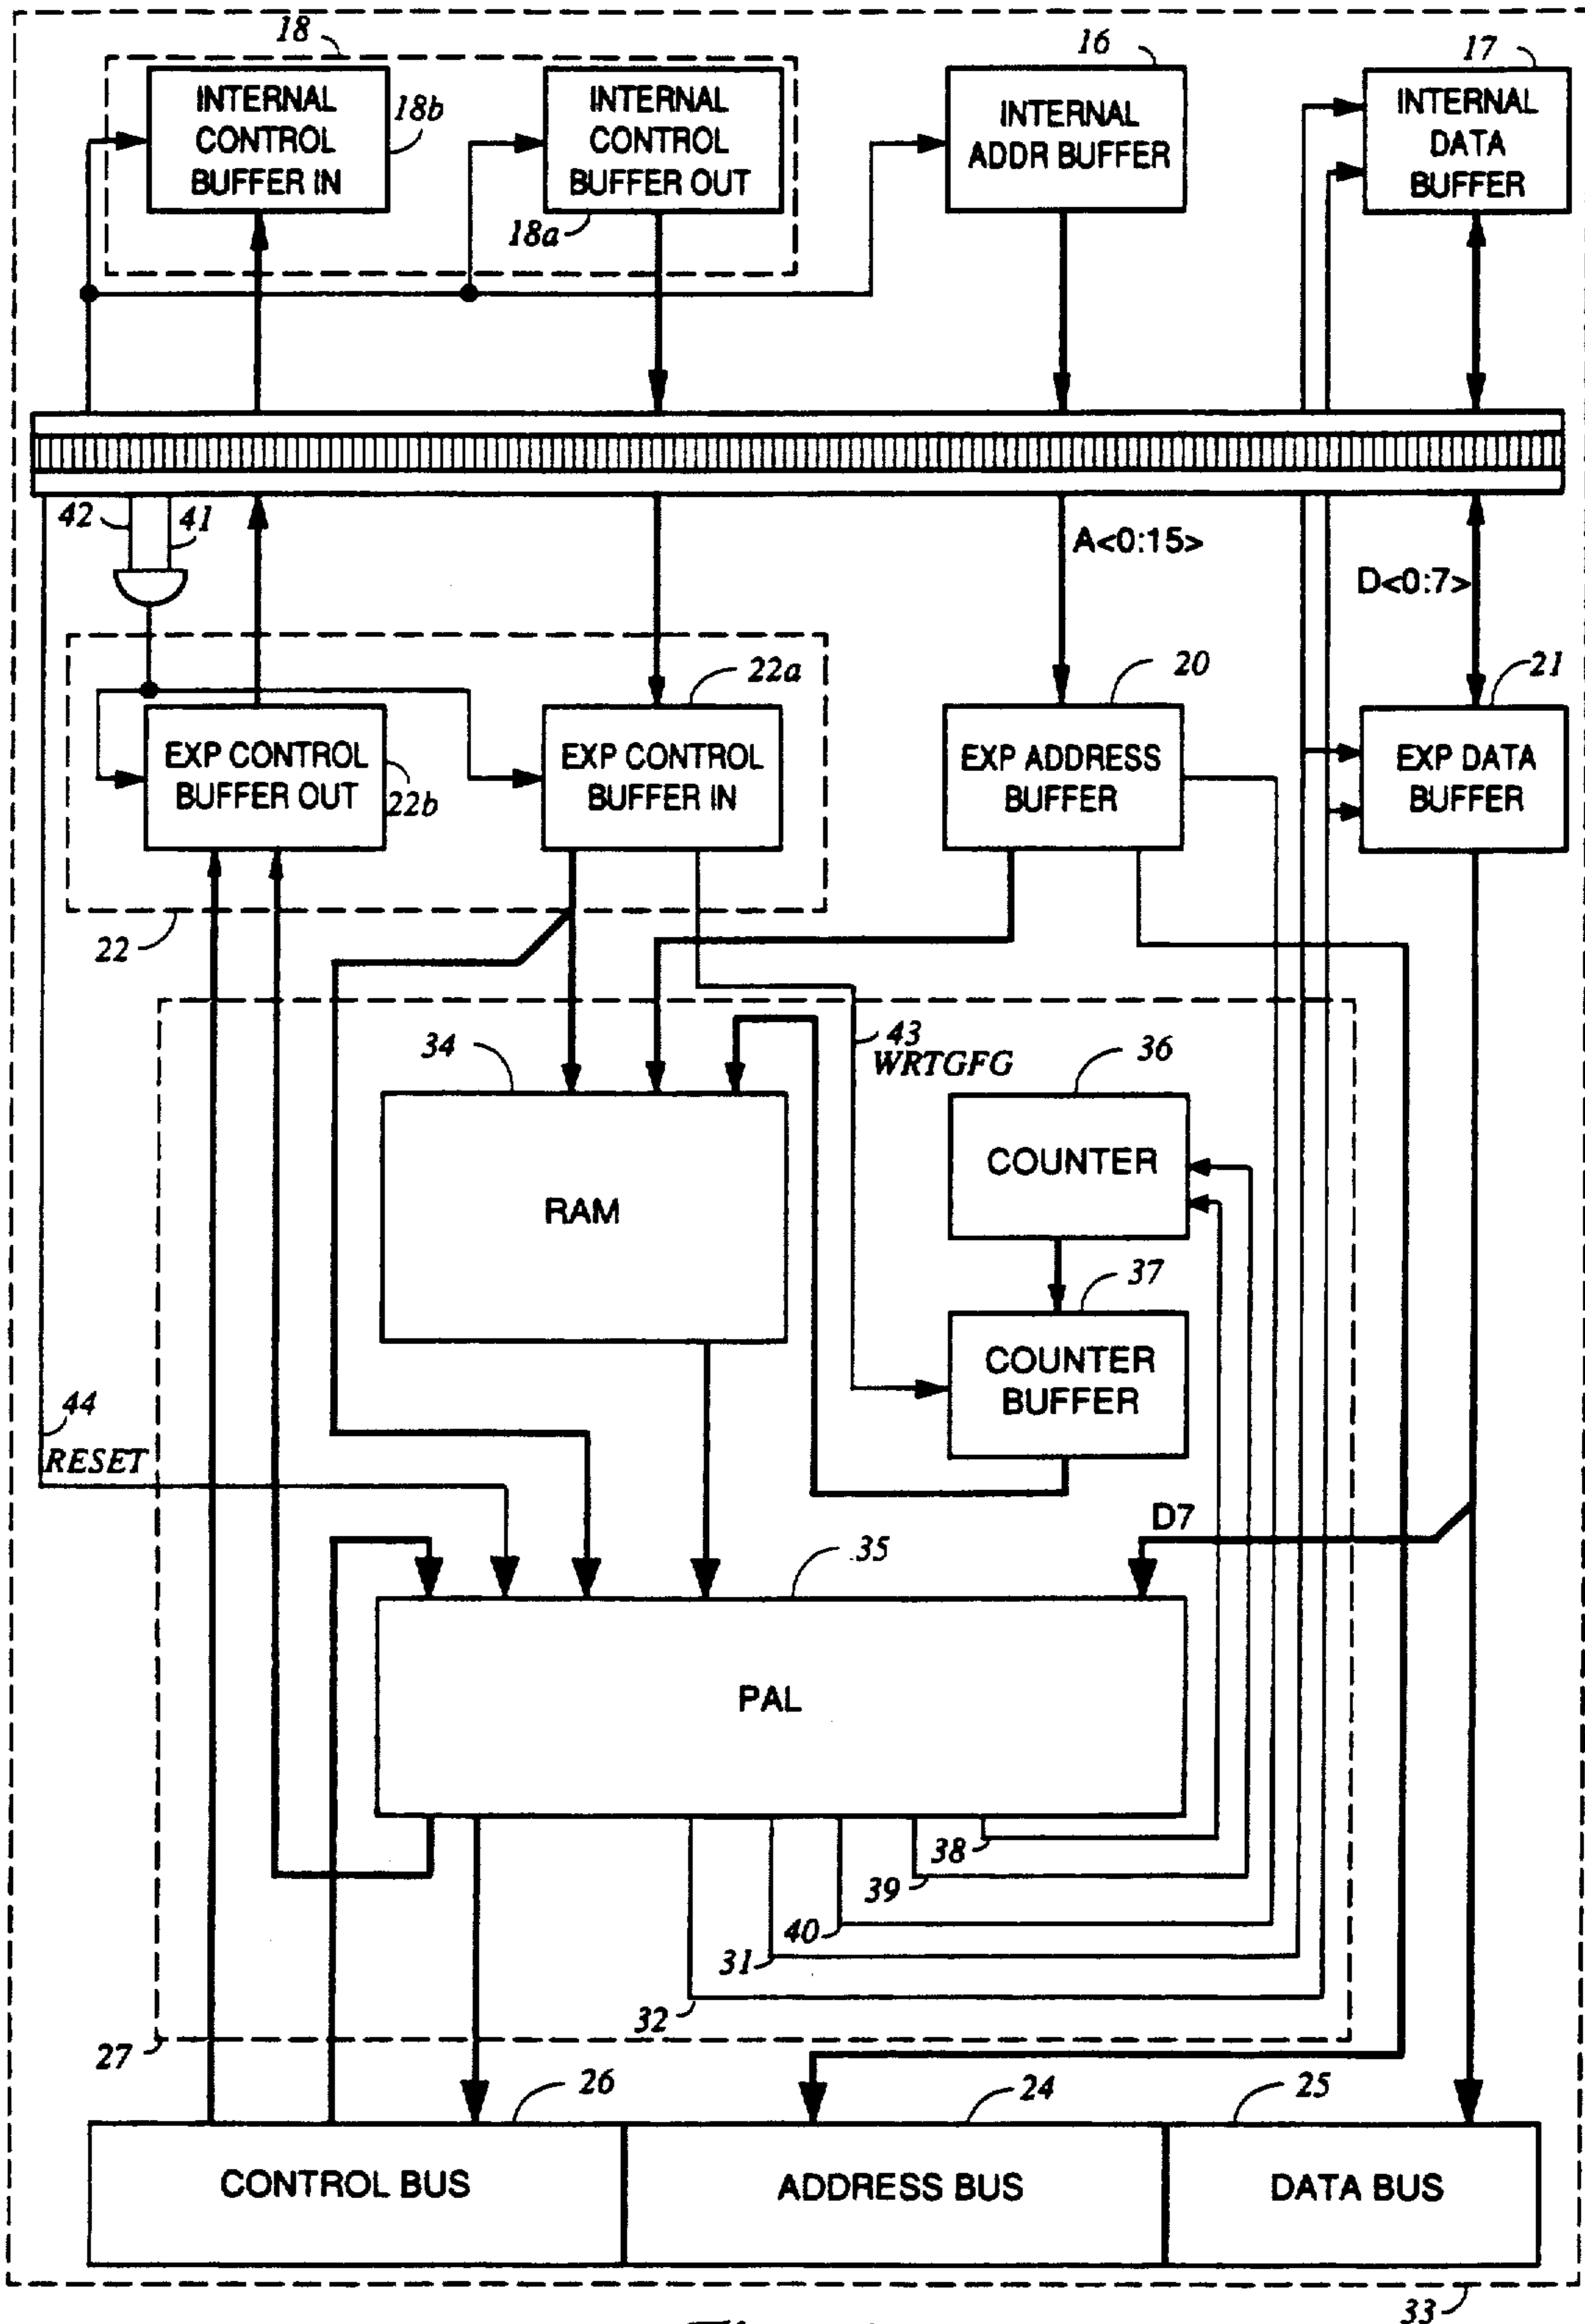 18
16
17
INTERNAL
CONTROL
BUFFER IN
18b
INTERNAL
CONTROL
BUFFER OUT
18a
INTERNAL
ADDR BUFFER
INTERNAL
DATA
BUFFER
42
41
A<0:15>
D<0:7>
22a
20
21
EXP CONTROL
BUFFER OUT
22b
EXP CONTROL
BUFFER IN
EXP ADDRESS
BUFFER
EXP DATA
BUFFER
22
34
43
WRTGFG
36
RAM
COUNTER
37
COUNTER
BUFFER
44
RESET
D7
35
PAL
38
39
40
31
32
27
26
24
25
CONTROL BUS
ADDRESS BUS
DATA BUS
33